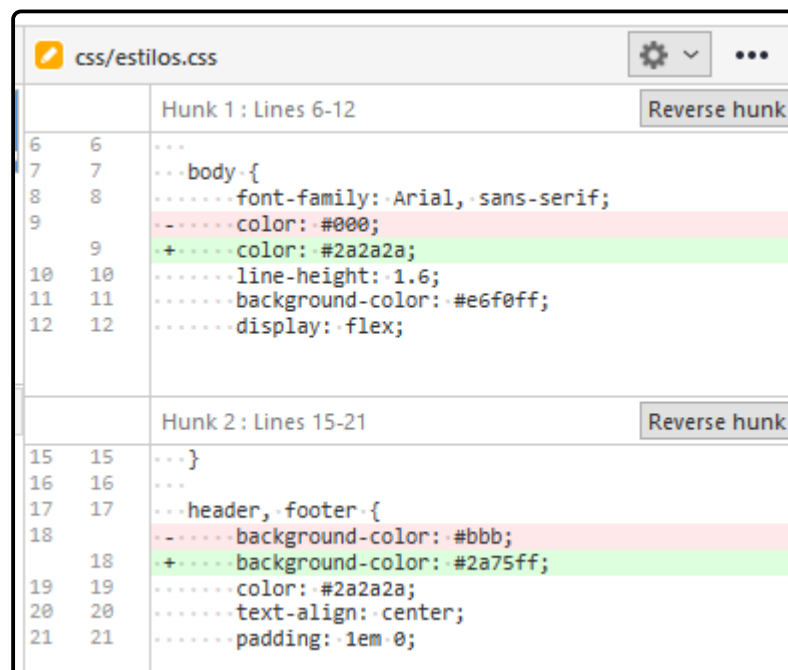 css/estilos.css
Hunk 1 : Lines 6-12 Reverse hunk
6 6
7 7 body {
8 8 font-family: Arial, sans-serif;
9 - color: #000;
9 + color: #2a2a2a;
10 10 line-height: 1.6;
11 11 background-color: #e6f0ff;
12 12 display: flex;
Hunk 2 : Lines 15-21 Reverse hunk
15 15 }
16 16
17 17 header, footer {
18 - background-color: #bbb;
18 + background-color: #2a75ff;
19 19 color: #2a2a2a;
20 20 text-align: center;
21 21 padding: 1em 0;